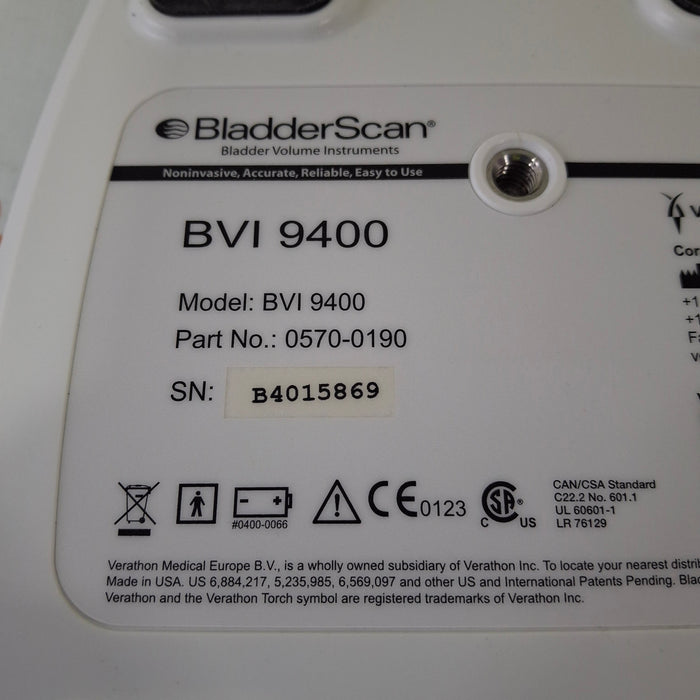 BladderScan®
Bladder Volume Instruments
Noninvasive, Accurate, Reliable, Easy to Use
BVI 9400
Model: BVI 9400
Part No.: 0570-0190
SN: B4015869
#0400-0066
CE0123
C US
CAN/CSA Standard
C22.2 No. 601.1
UL 60601-1
LR 76129
Verathon Medical Europe B.V., is a wholly owned subsidiary of Verathon Inc. To locate your nearest
Made in USA. US 6,884,217, 5,235,985, 6,569,097 and other US and International Patents Pending.
Verathon and the Verathon Torch symbol are registered trademarks of Verathon Inc.
+1